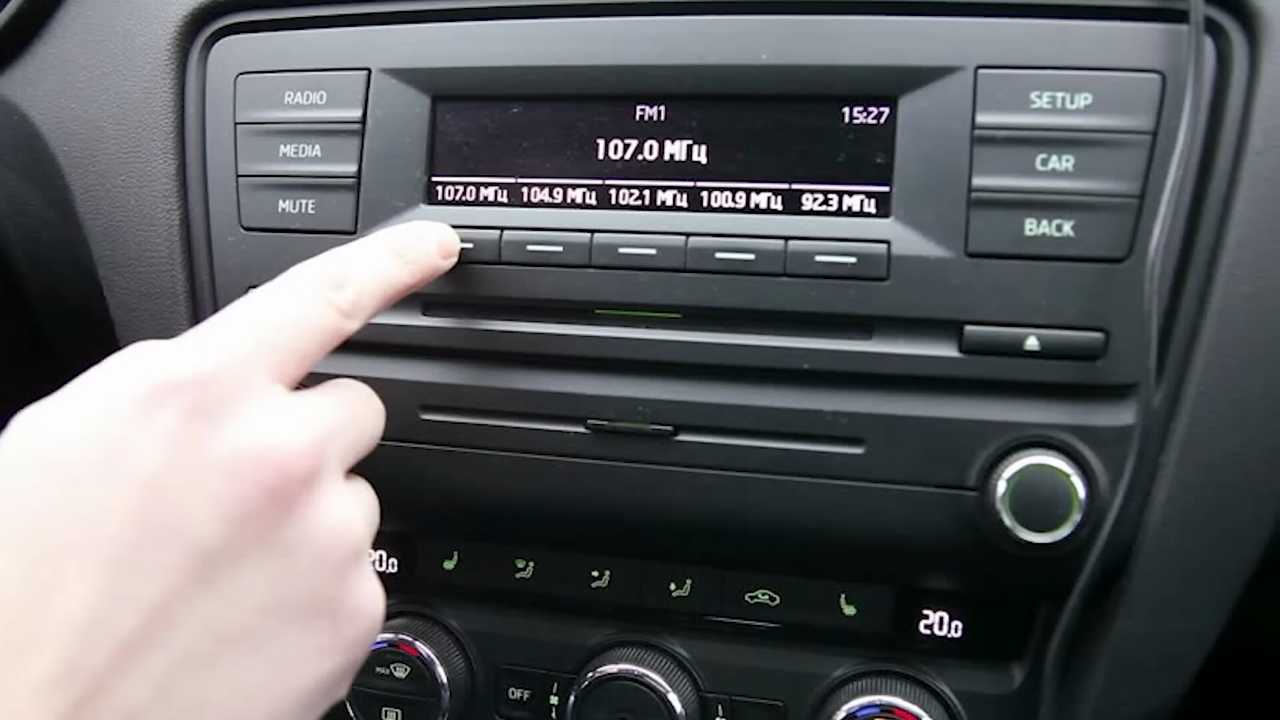 RADIO
MEDIA
MUTE
FM1 15:27
107.0 МГц
107.0 МГц 104.9 МГц 102.1 МГц 100.9 МГц 92.3 МГц
SETUP
CAR
BACK
20.0
20.0
MAX
OFF